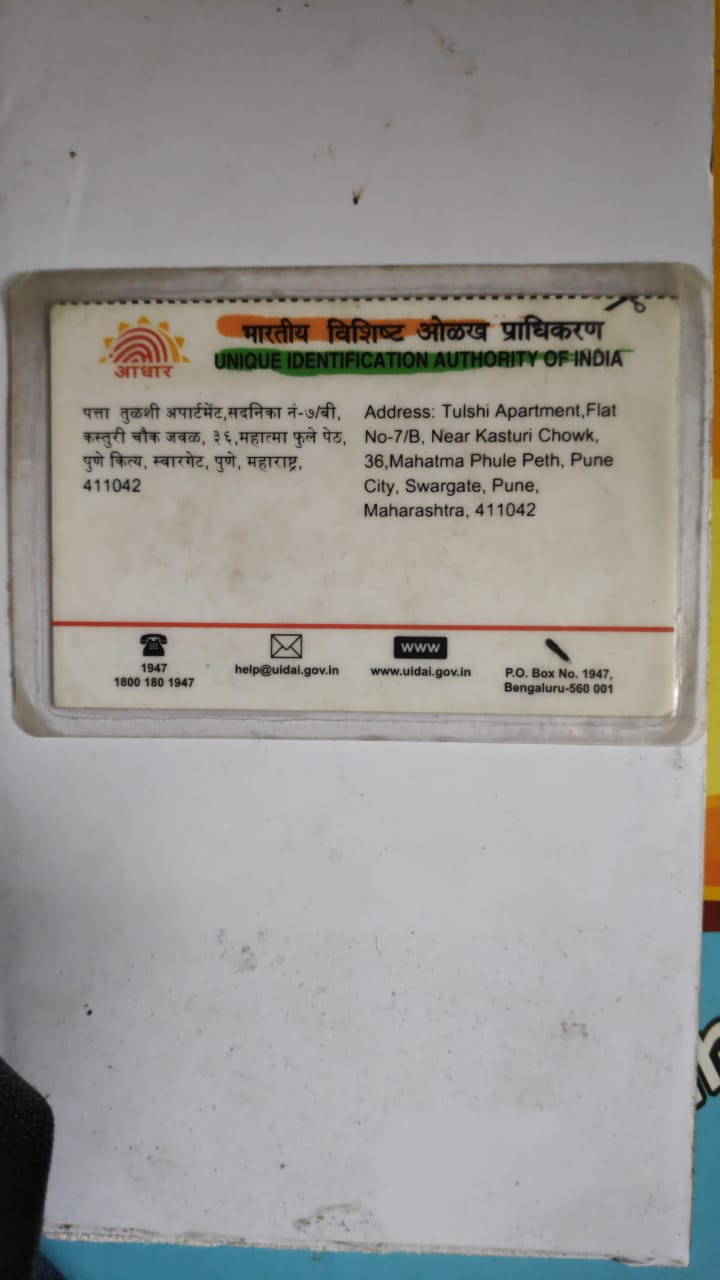 भारतीय विशिष्ट ओळख प्राधिकरण
UNIQUE IDENTIFICATION AUTHORITY OF INDIA
आधार
पत्ता तुळशी अपार्टमेंट,सदनिका नं-७/बी,
कस्तुरी चौक जवळ, ३६,महात्मा फुले पेठ,
पुणे कित्य, स्वारगेट, पुणे, महाराष्ट्र,
411042
Address: Tulshi Apartment,Flat
No-7/B, Near Kasturi Chowk,
36,Mahatma Phule Peth, Pune
City, Swargate, Pune,
Maharashtra, 411042
1947
1800 180 1947
help@uidai.gov.in
www
www.uidai.gov.in
P.O. Box No. 1947,
Bengaluru-560 001